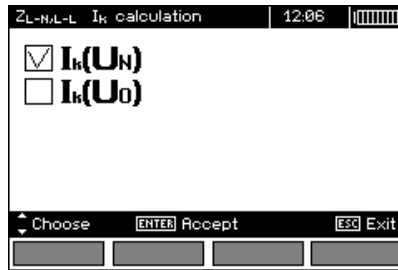 ZL-N,L-L Ik calculation 12:06
Ik(UN)
Ik(U0)
Choose ENTER Accept ESC Exit